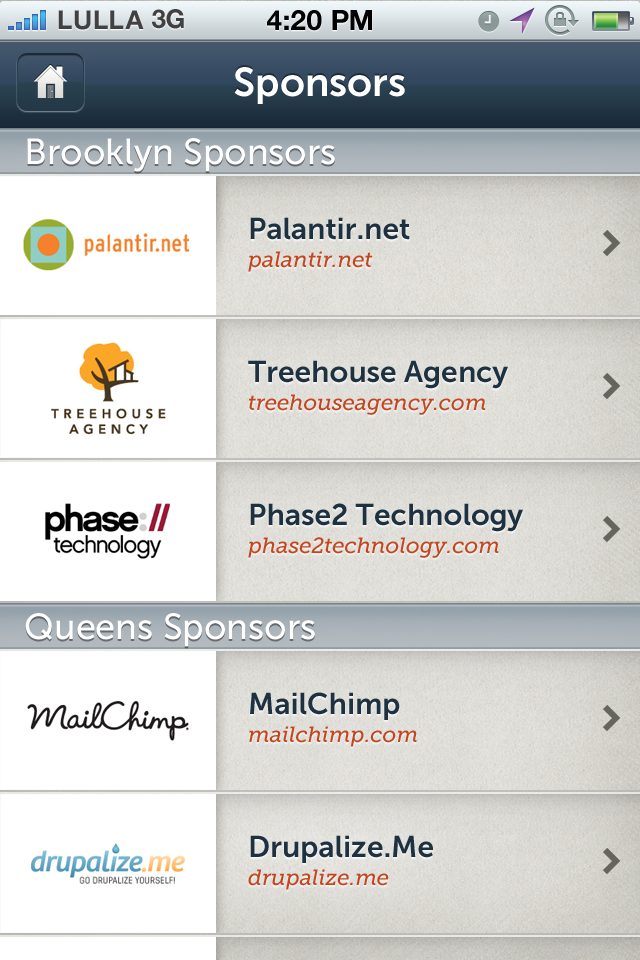 LULLA 3G 4:20 PM
Sponsors
Brooklyn Sponsors
palantir.net
Palantir.net
palantir.net
TREEHOUSE
AGENCY
Treehouse Agency
treehouseagency.com
phase://
technology
Phase2 Technology
phase2technology.com
Queens Sponsors
MailChimp
MailChimp
mailchimp.com
drupalize.me
GO DRUPALIZE YOURSELF!
Drupalize.Me
drupalize.me